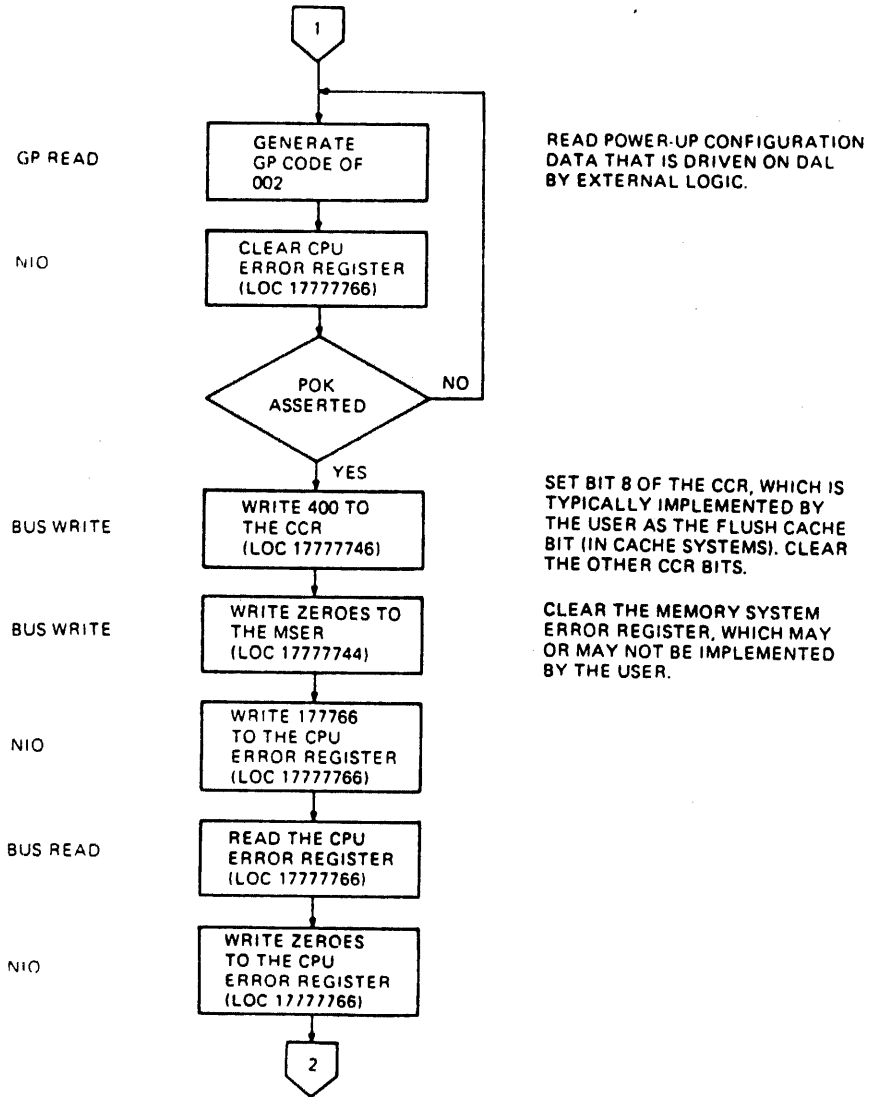 1
GP READ
GENERATE
GP CODE OF
002
READ POWER-UP CONFIGURATION
DATA THAT IS DRIVEN ON DAL
BY EXTERNAL LOGIC.
NIO
CLEAR CPU
ERROR REGISTER
(LOC 17777766)
POK
ASSERTED
NO
YES
BUS WRITE
WRITE 400 TO
THE CCR
(LOC 17777746)
SET BIT 8 OF THE CCR, WHICH IS
TYPICALLY IMPLEMENTED BY
THE USER AS THE FLUSH CACHE
BIT (IN CACHE SYSTEMS). CLEAR
THE OTHER CCR BITS.
BUS WRITE
WRITE ZEROES TO
THE MSER
(LOC 17777744)
CLEAR THE MEMORY SYSTEM
ERROR REGISTER, WHICH MAY
OR MAY NOT BE IMPLEMENTED
BY THE USER.
NIO
WRITE 177766
TO THE CPU
ERROR REGISTER
(LOC 17777766)
BUS READ
READ THE CPU
ERROR REGISTER
(LOC 17777766)
NIO
WRITE ZEROES
TO THE CPU
ERROR REGISTER
(LOC 17777766)
2